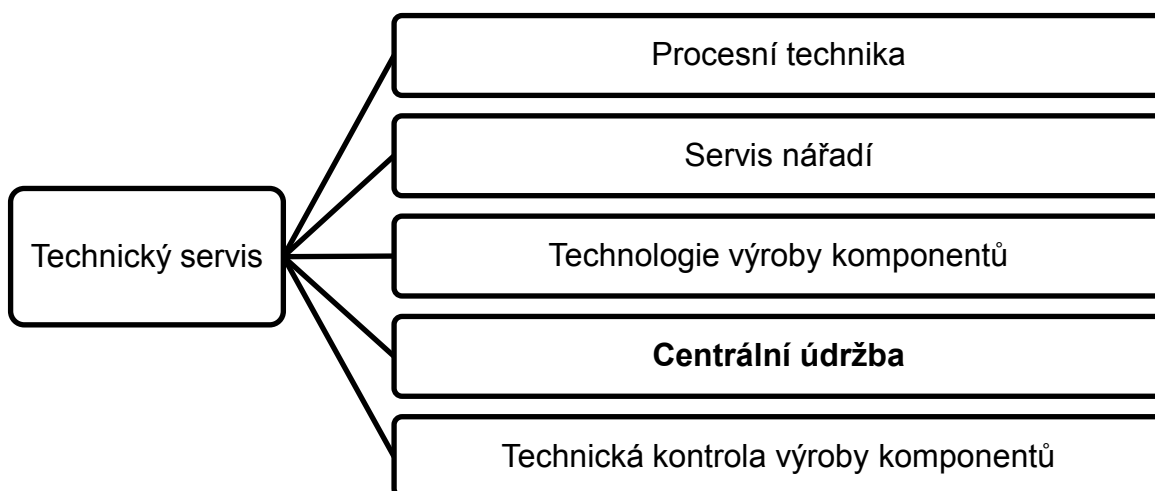 Procesní technika
Servis nářadí
Technický servis
Technologie výroby komponentů
Centrální údržba
Technická kontrola výroby komponentů